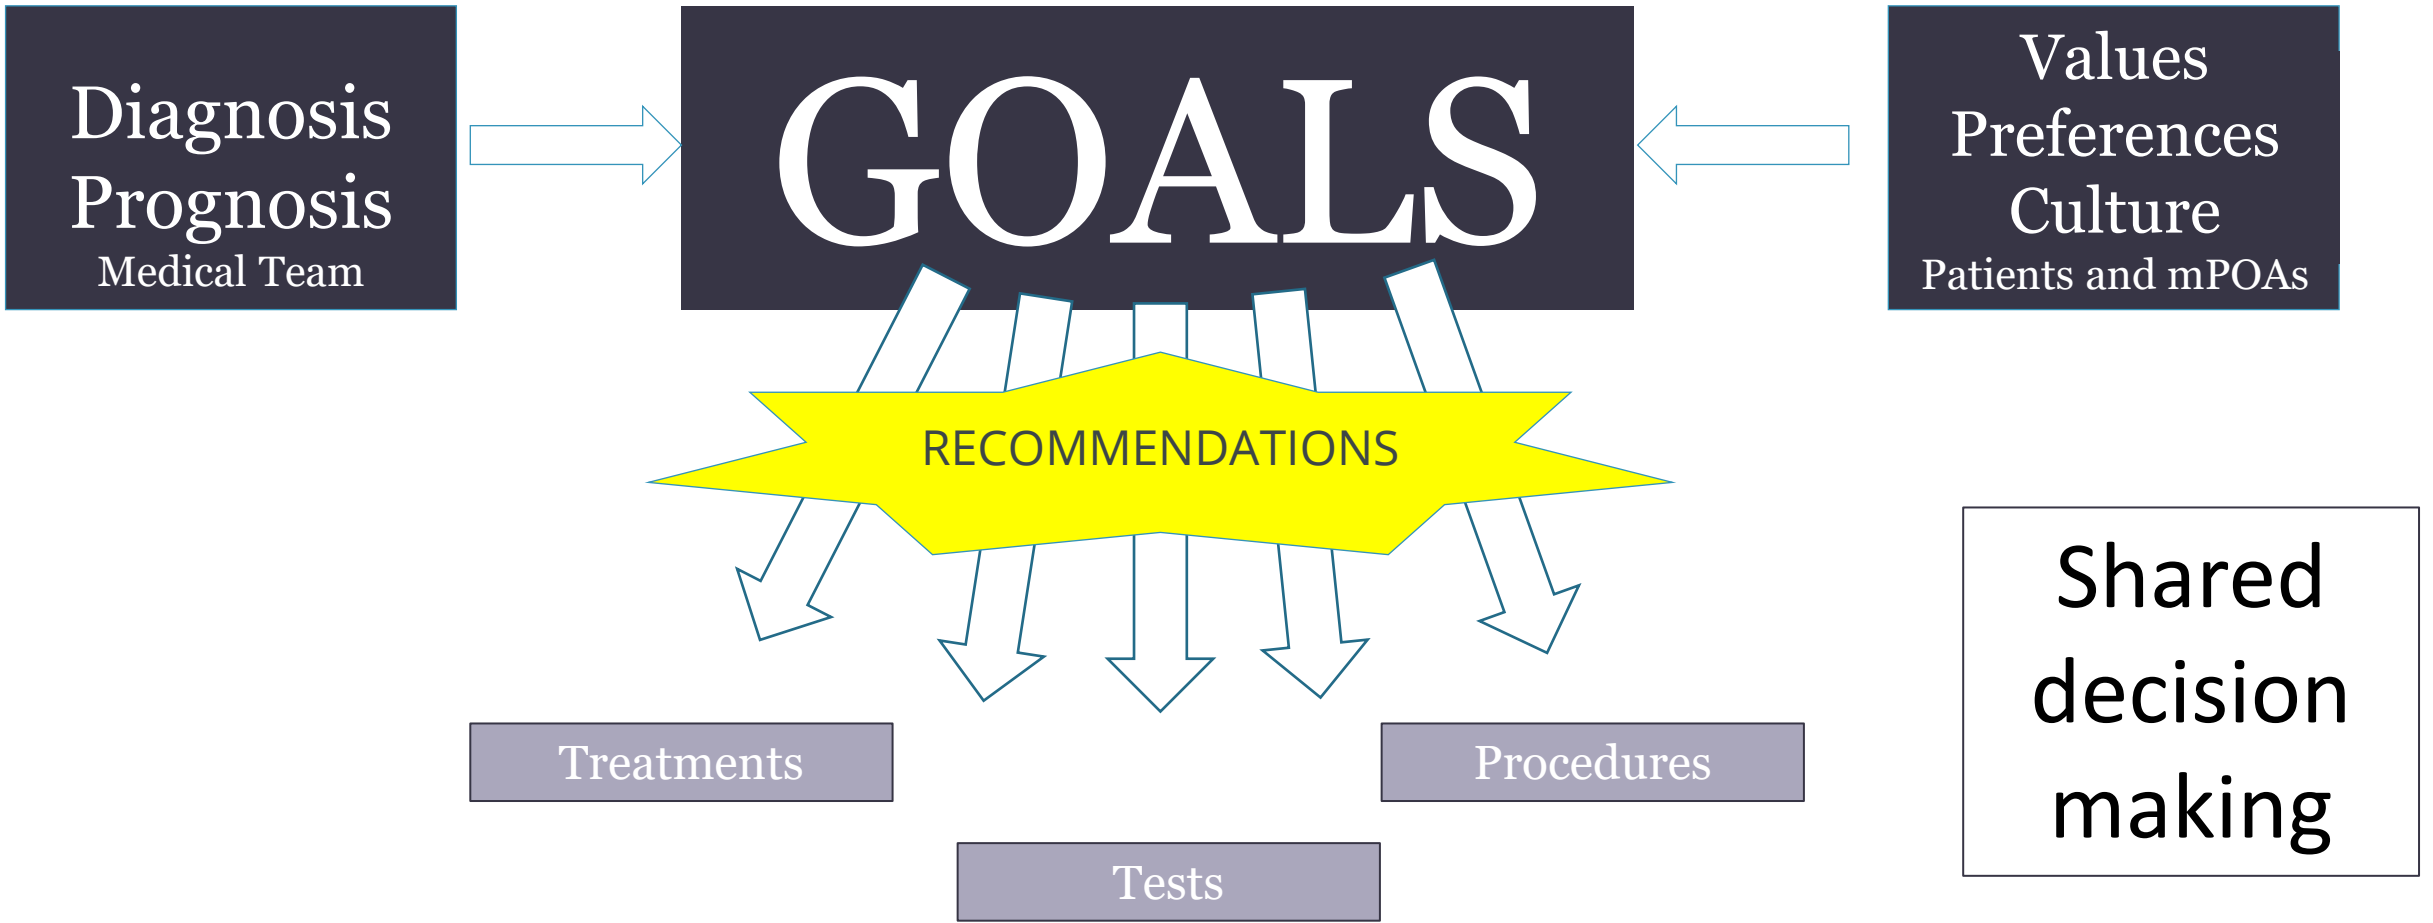 Diagnosis
Prognosis
Medical Team
GOALS
Values
Preferences
Culture
Patients and mPOAs
RECOMMENDATIONS
Shared
decision
making
Treatments
Procedures
Tests